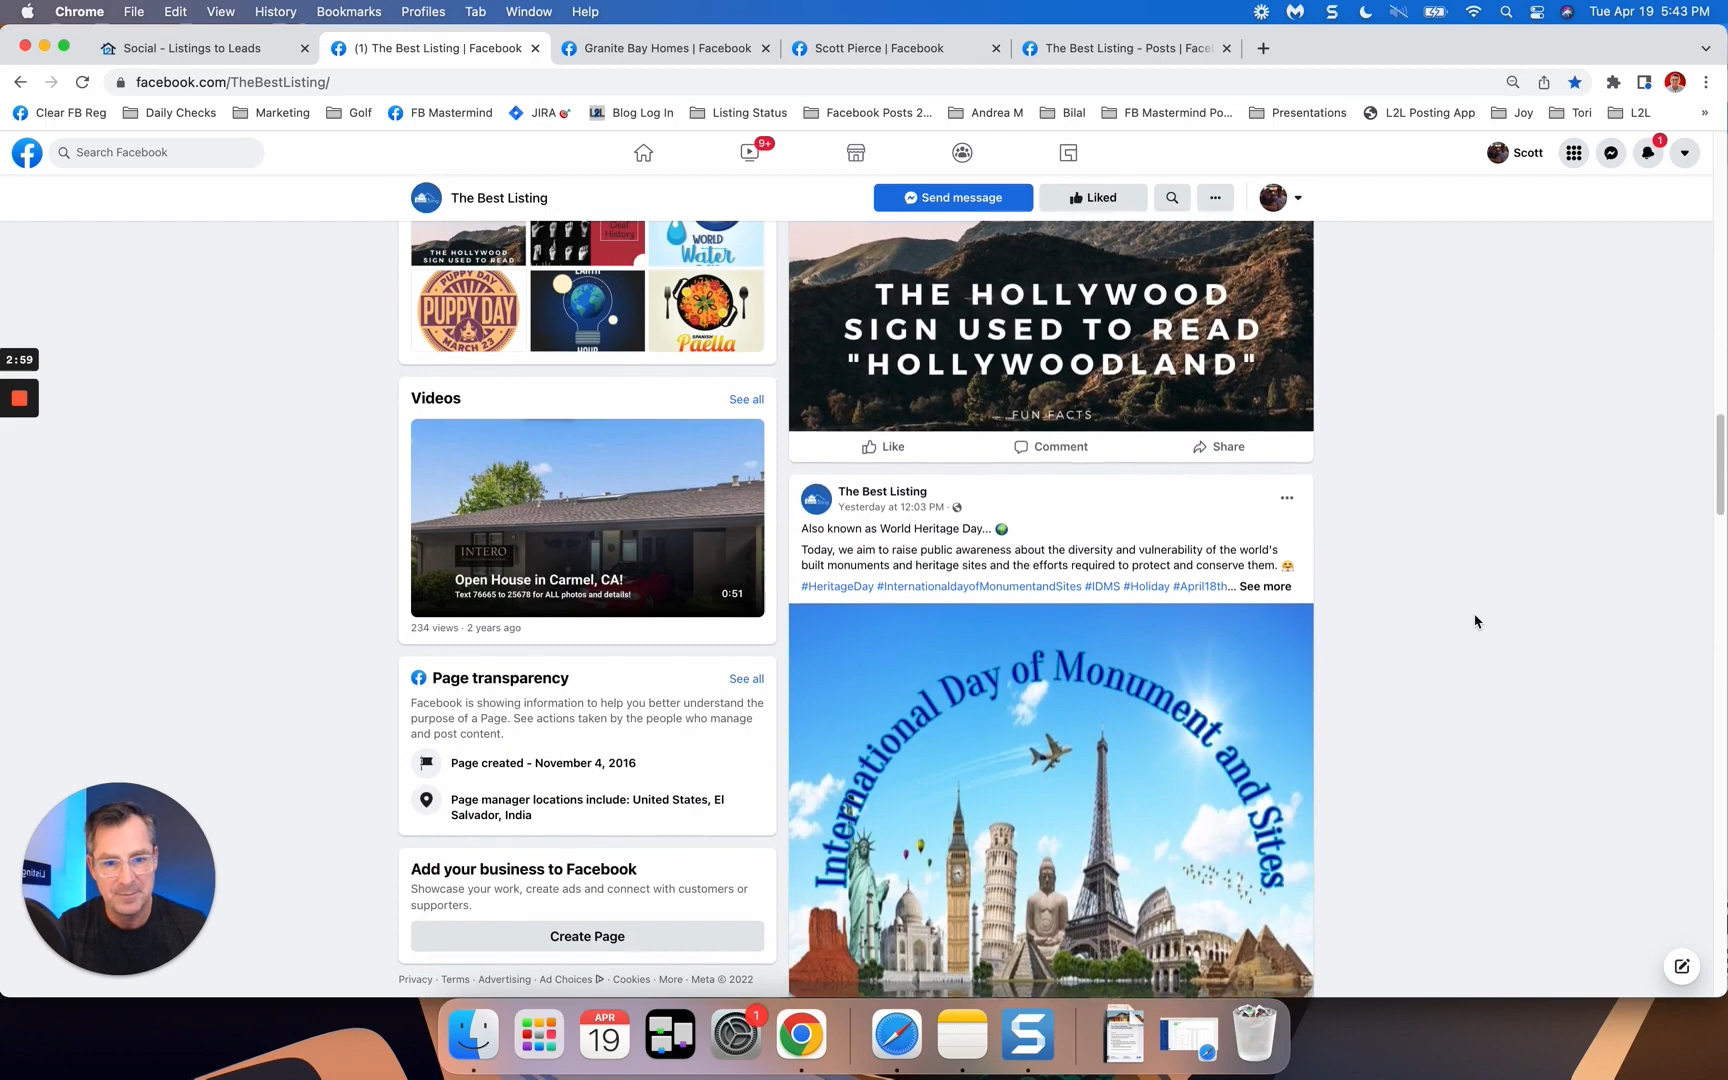 Chrome File Edit View History Bookmarks Profiles Tab Window Help
Tue Apr 19 5:43 PM
Social - Listings to Leads
(1) The Best Listing | Facebook
Granite Bay Homes | Facebook
Scott Pierce | Facebook
The Best Listing - Posts | Face
facebook.com/TheBestListing/
Clear FB Reg Daily Checks Marketing Golf FB Mastermind JIRA Blog Log In Listing Status Facebook Posts 2... Andrea M Bilal FB Mastermind Po... Presentations L2L Posting App Joy Tori L2L »
Search Facebook
9+
Scott
1
The Best Listing
Send message
Liked
THE HOLLYWOOD
SIGN USED TO READ
Deaf
History
WORLD
Water
PUPPY DAY
PUPPY DAY
MARCH 23
EARTH
HOUR
SPANISH
Paella
2:59
Videos
See all
INTERO
Open House in Carmel, CA!
Text 76665 to 25678 for ALL photos and details!
0:51
234 views · 2 years ago
Page transparency
See all
Facebook is showing information to help you better understand the
purpose of a Page. See actions taken by the people who manage
and post content.
Page created - November 4, 2016
Page manager locations include: United States, El
Salvador, India
Add your business to Facebook
Showcase your work, create ads and connect with customers or
supporters.
Create Page
Privacy · Terms · Advertising · Ad Choices · Cookies · More · Meta © 2022
THE HOLLYWOOD
SIGN USED TO READ
"HOLLYWOODLAND"
FUN FACTS
Like
Comment
Share
The Best Listing
Yesterday at 12:03 PM ·
Also known as World Heritage Day...
Today, we aim to raise public awareness about the diversity and vulnerability of the world's
built monuments and heritage sites and the efforts required to protect and conserve them.
#HeritageDay #InternationaldayofMonumentandSites #IDMS #Holiday #April18th... See more
International Day of Monument and Sites
APR
19
1